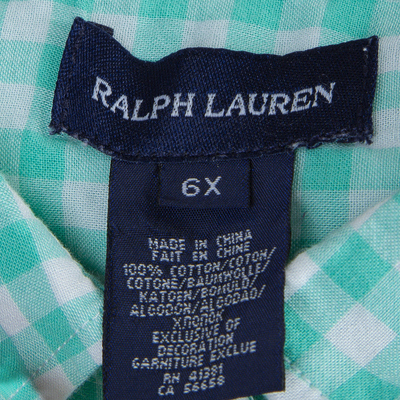 RALPH LAUREN
6X
MADE IN CHINA
FAIT EN CHINE
100% COTTON/COTON/
COTONE/BAUMWOLLE/
KATOEN/BOMULD/
ALGODON/ALGODAO/
ХЛОПОК
EXCLUSIVE OF
DECORATION
GARNITURE EXCLUE
RN 41381
CA 56658